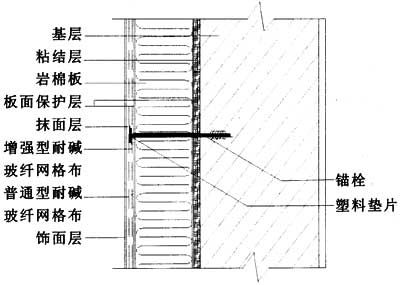 基层
粘结层
岩棉板
板面保护层
抹面层
增强型耐碱
玻纤网格布
普通型耐碱
玻纤网格布
饰面层
锚栓
塑料垫片